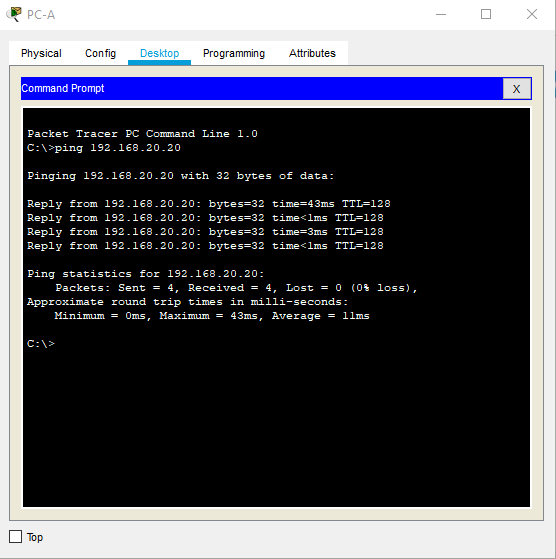 PC-A
Physical Config Desktop Programming Attributes
Command Prompt
X
Packet Tracer PC Command Line 1.0
C:\>ping 192.168.20.20
Pinging 192.168.20.20 with 32 bytes of data:
Reply from 192.168.20.20: bytes=32 time=43ms TTL=128
Reply from 192.168.20.20: bytes=32 time<1ms TTL=128
Reply from 192.168.20.20: bytes=32 time=3ms TTL=128
Reply from 192.168.20.20: bytes=32 time<1ms TTL=128
Ping statistics for 192.168.20.20:
Packets: Sent = 4, Received = 4, Lost = 0 (0% loss),
Approximate round trip times in milli-seconds:
Minimum = 0ms, Maximum = 43ms, Average = 11ms
C:\>
Top